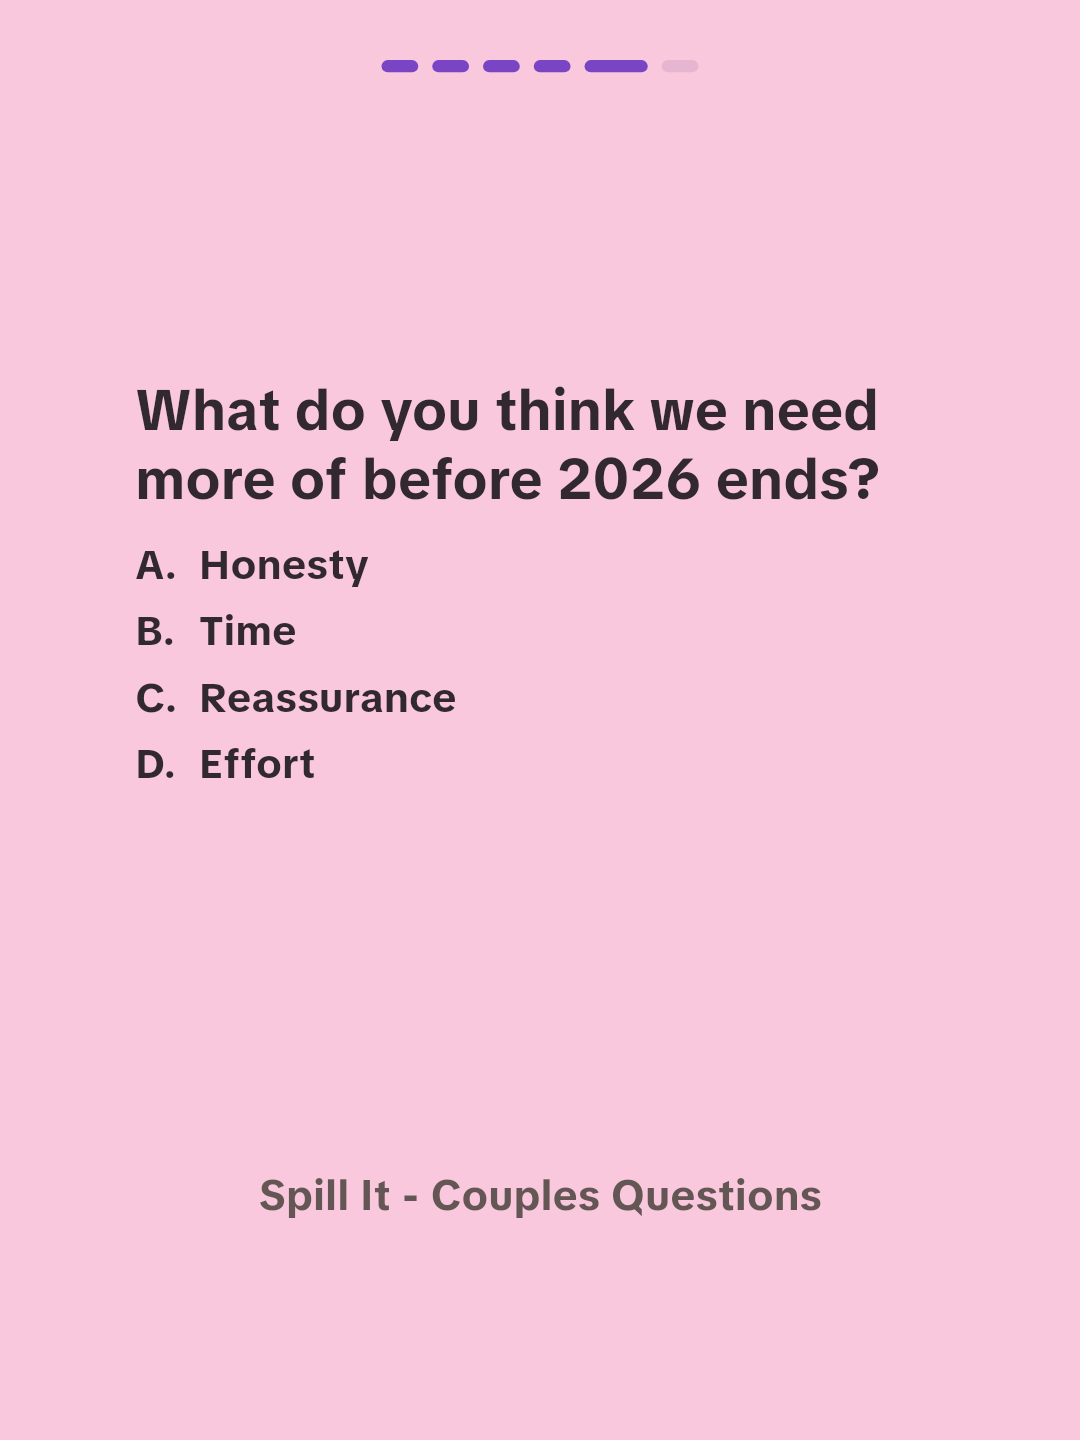 What do you think we need
more of before 2026 ends?
A. Honesty
B. Time
C. Reassurance
D. Effort
Spill It - Couples Questions